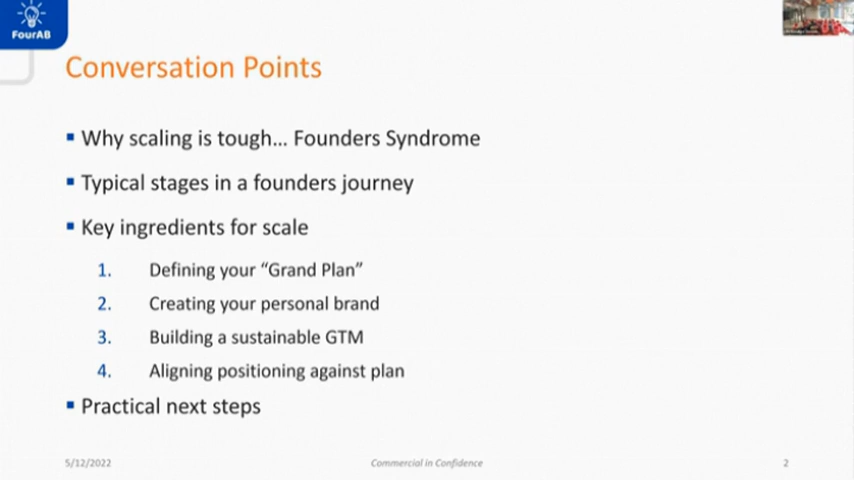 FourAB
Conversation Points
▪ Why scaling is tough... Founders Syndrome
▪ Typical stages in a founders journey
▪ Key ingredients for scale
1. Defining your “Grand Plan”
2. Creating your personal brand
3. Building a sustainable GTM
4. Aligning positioning against plan
▪ Practical next steps
5/12/2022 Commercial in Confidence 2